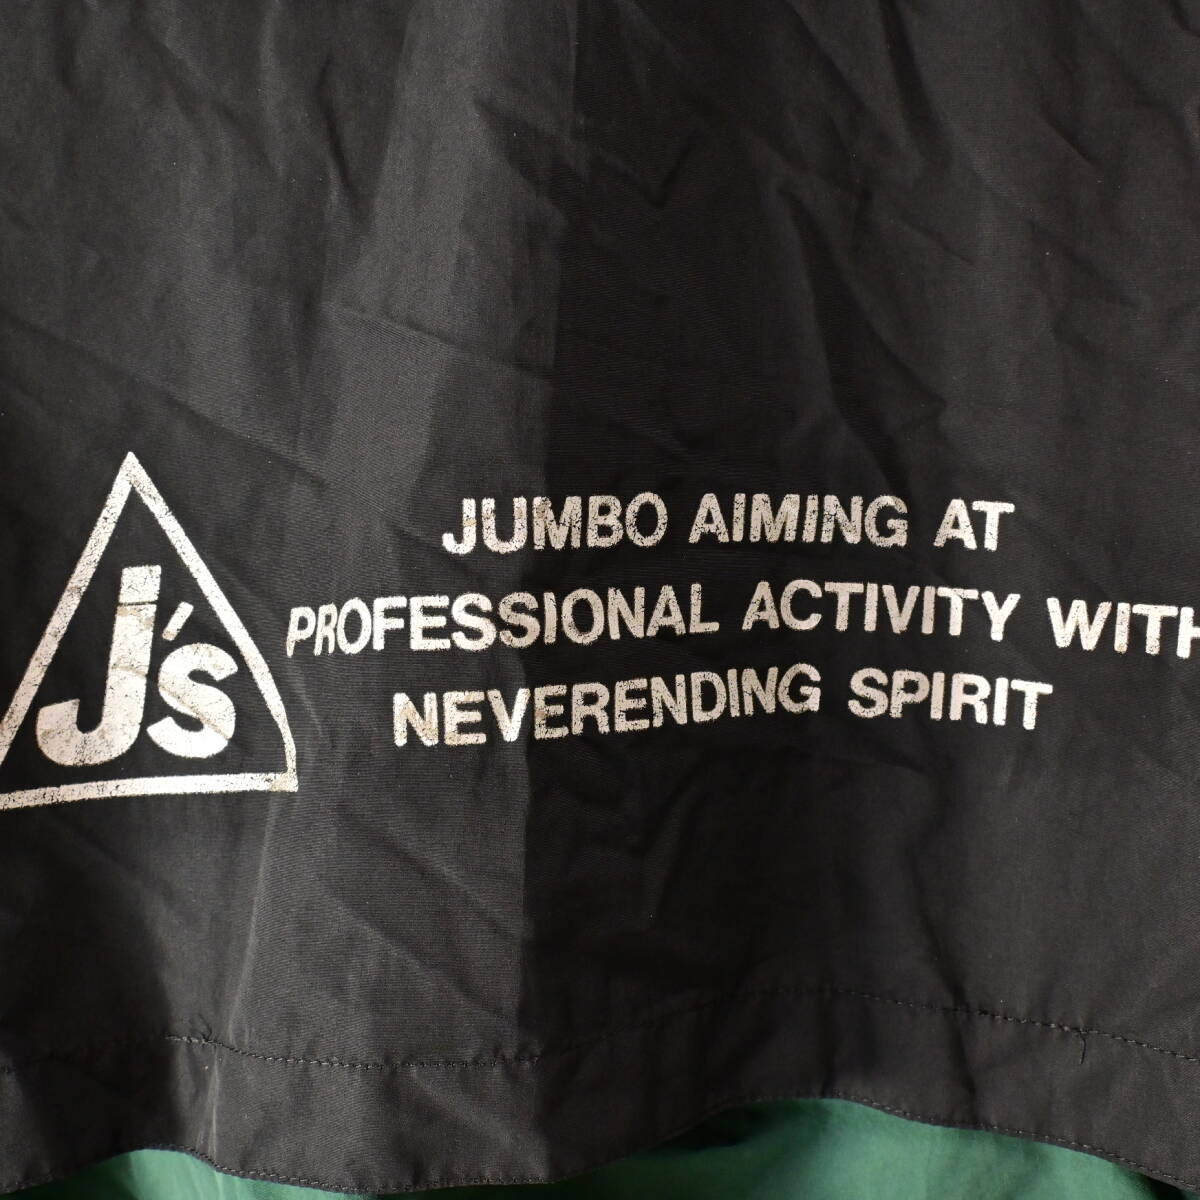 J's
JUMBO AIMING AT
PROFESSIONAL ACTIVITY WITH
NEVERENDING SPIRIT